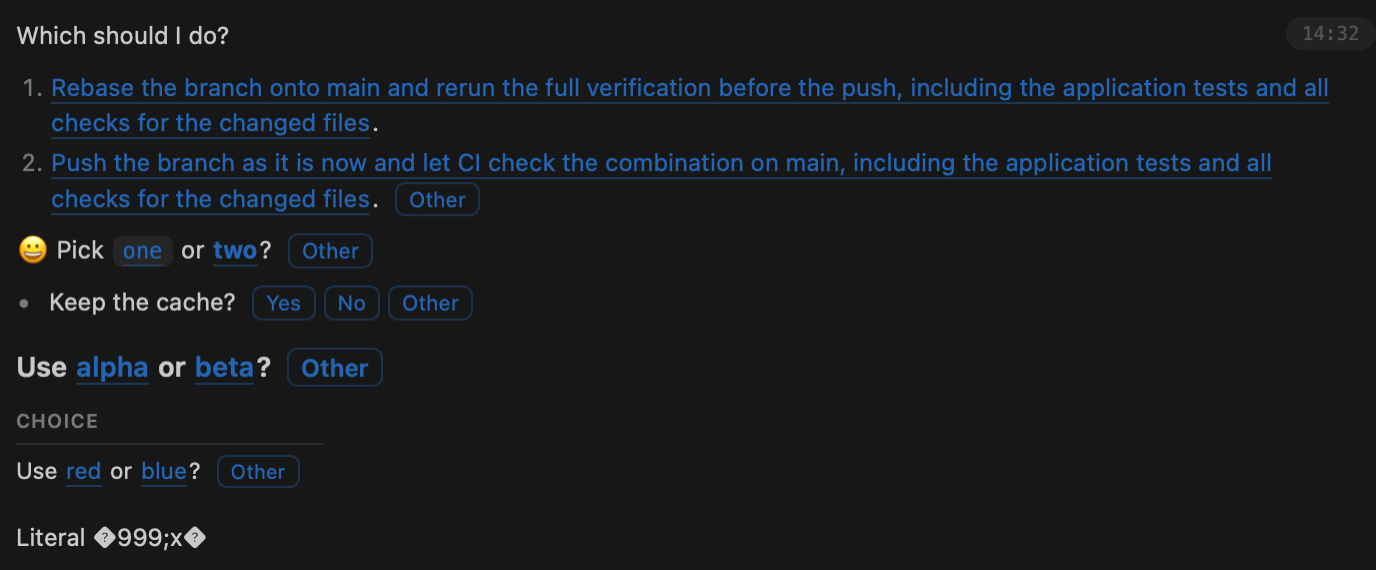 Which should I do?
14:32
1. Rebase the branch onto main and rerun the full verification before the push, including the application tests and all
checks for the changed files.
2. Push the branch as it is now and let CI check the combination on main, including the application tests and all
checks for the changed files. Other
😀 Pick one or two? Other
• Keep the cache? Yes No Other
Use alpha or beta? Other
CHOICE
Use red or blue? Other
Literal �999;x�